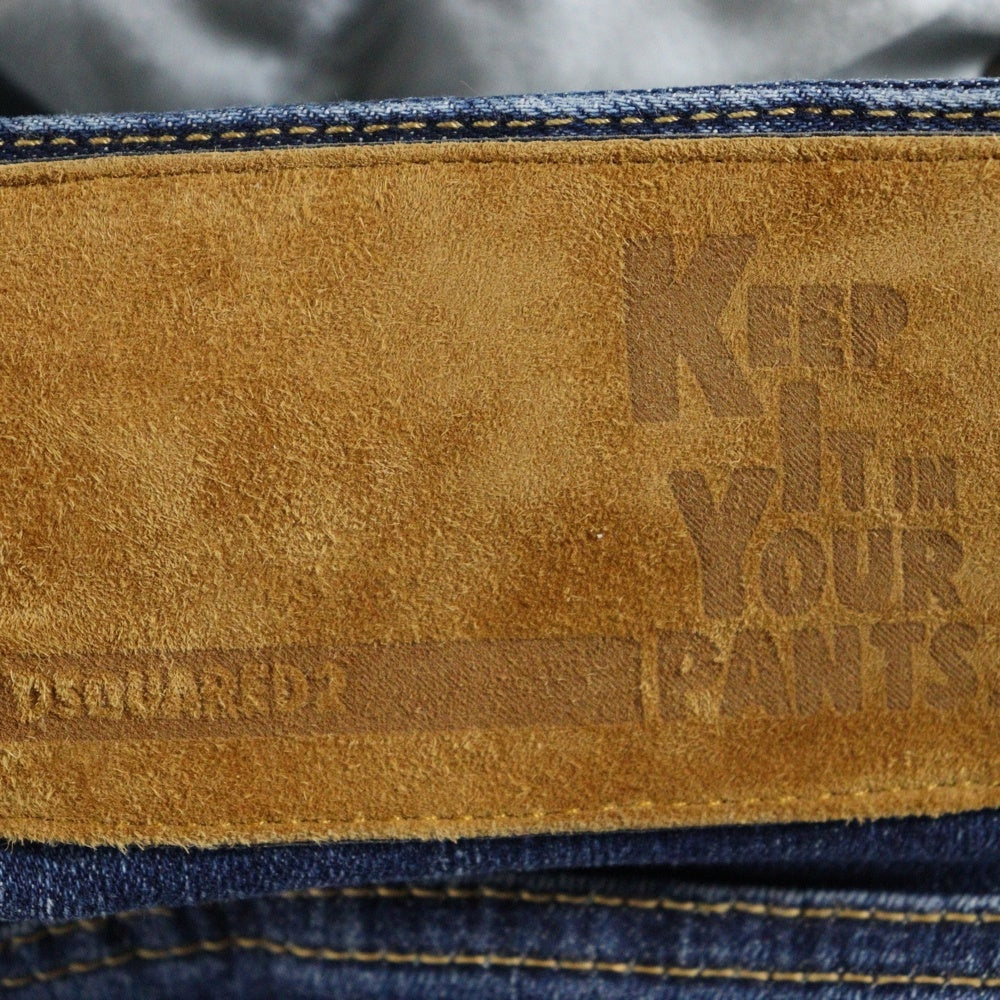 KEEP
IT IN
YOUR
PANTS.
DSQUARED2